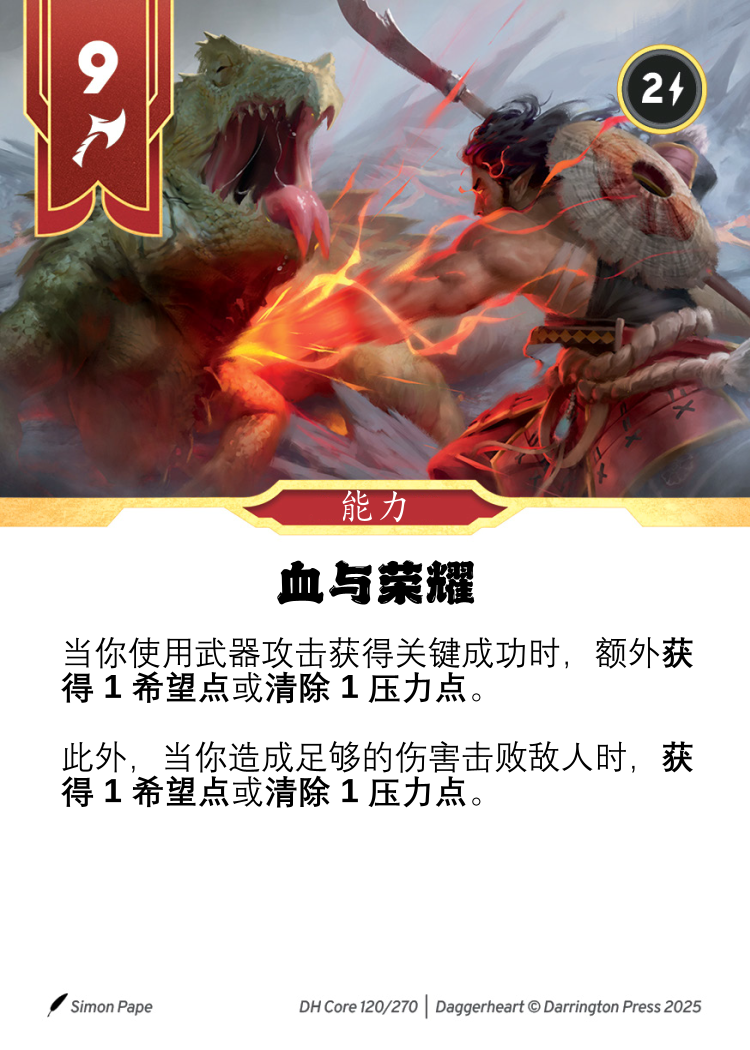 9
2
能力
血与荣耀
当你使用武器攻击获得关键成功时，额外获
得 1 希望点或清除 1 压力点。
此外，当你造成足够的伤害击败敌人时，获
得 1 希望点或清除 1 压力点。
Simon Pape
DH Core 120/270 | Daggerheart © Darrington Press 2025